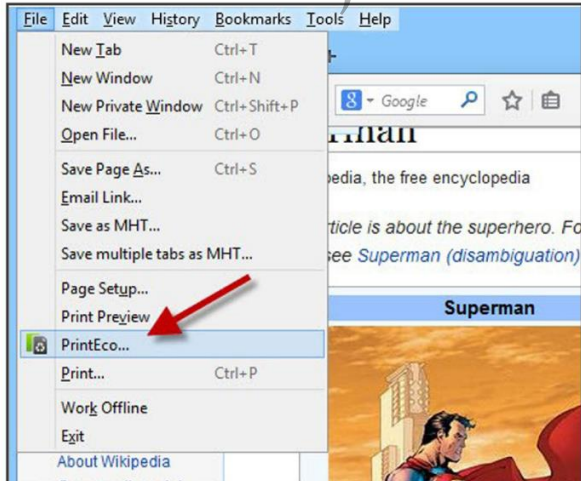 File Edit View History Bookmarks Tools Help
New Tab Ctrl+T
New Window Ctrl+N
New Private Window Ctrl+Shift+P
Open File... Ctrl+O
Save Page As... Ctrl+S
Email Link...
Save as MHT...
Save multiple tabs as MHT...
Page Setup...
Print Preview
PrintEco...
Print... Ctrl+P
Work Offline
Exit
About Wikipedia
8 Google
rman
pedia, the free encyclopedia
rticle is about the superhero. Fo
see Superman (disambiguation)
Superman